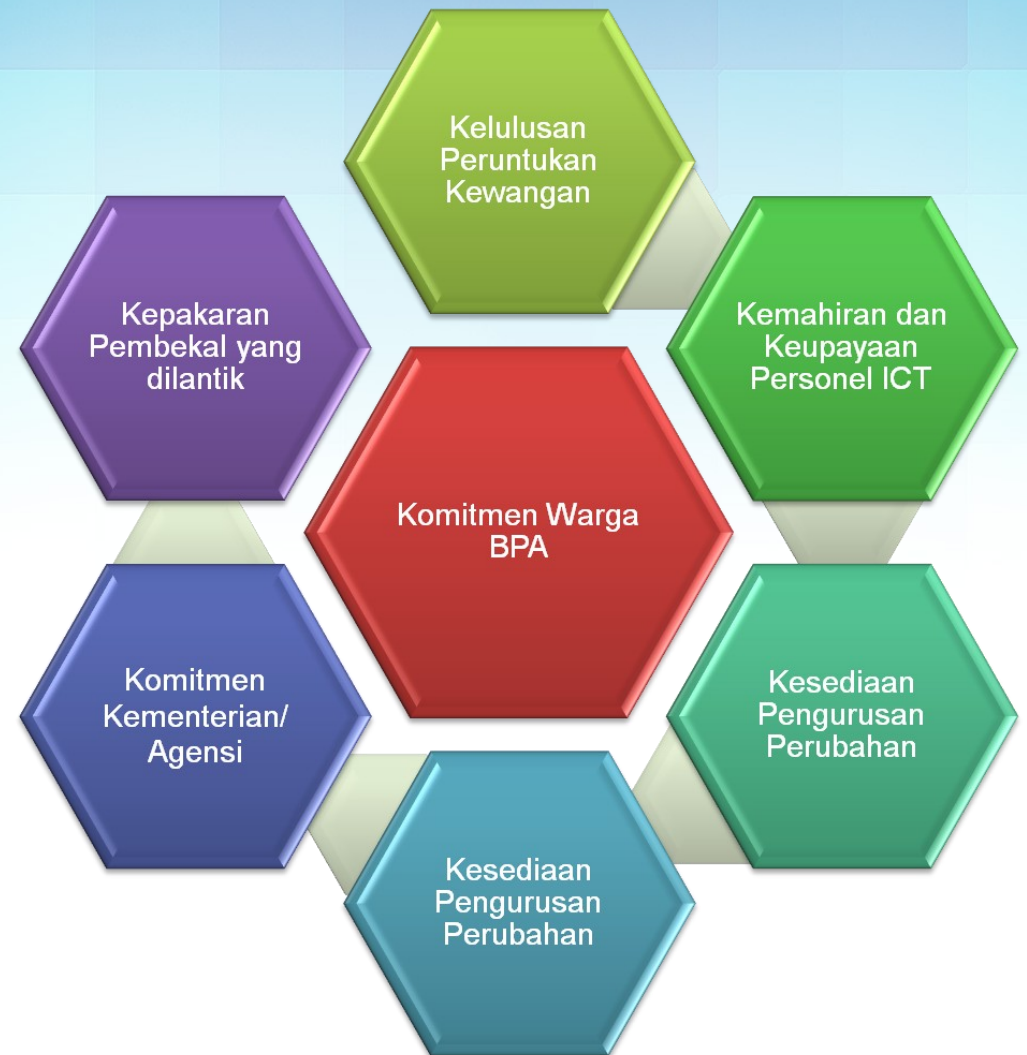 Kelulusan
Peruntukan
Kewangan
Kepakaran
Pembekal yang
dilantik
Kemahiran dan
Keupayaan
Personel ICT
Komitmen Warga
BPA
Komitmen
Kementerian/
Agensi
Kesediaan
Pengurusan
Perubahan
Kesediaan
Pengurusan
Perubahan